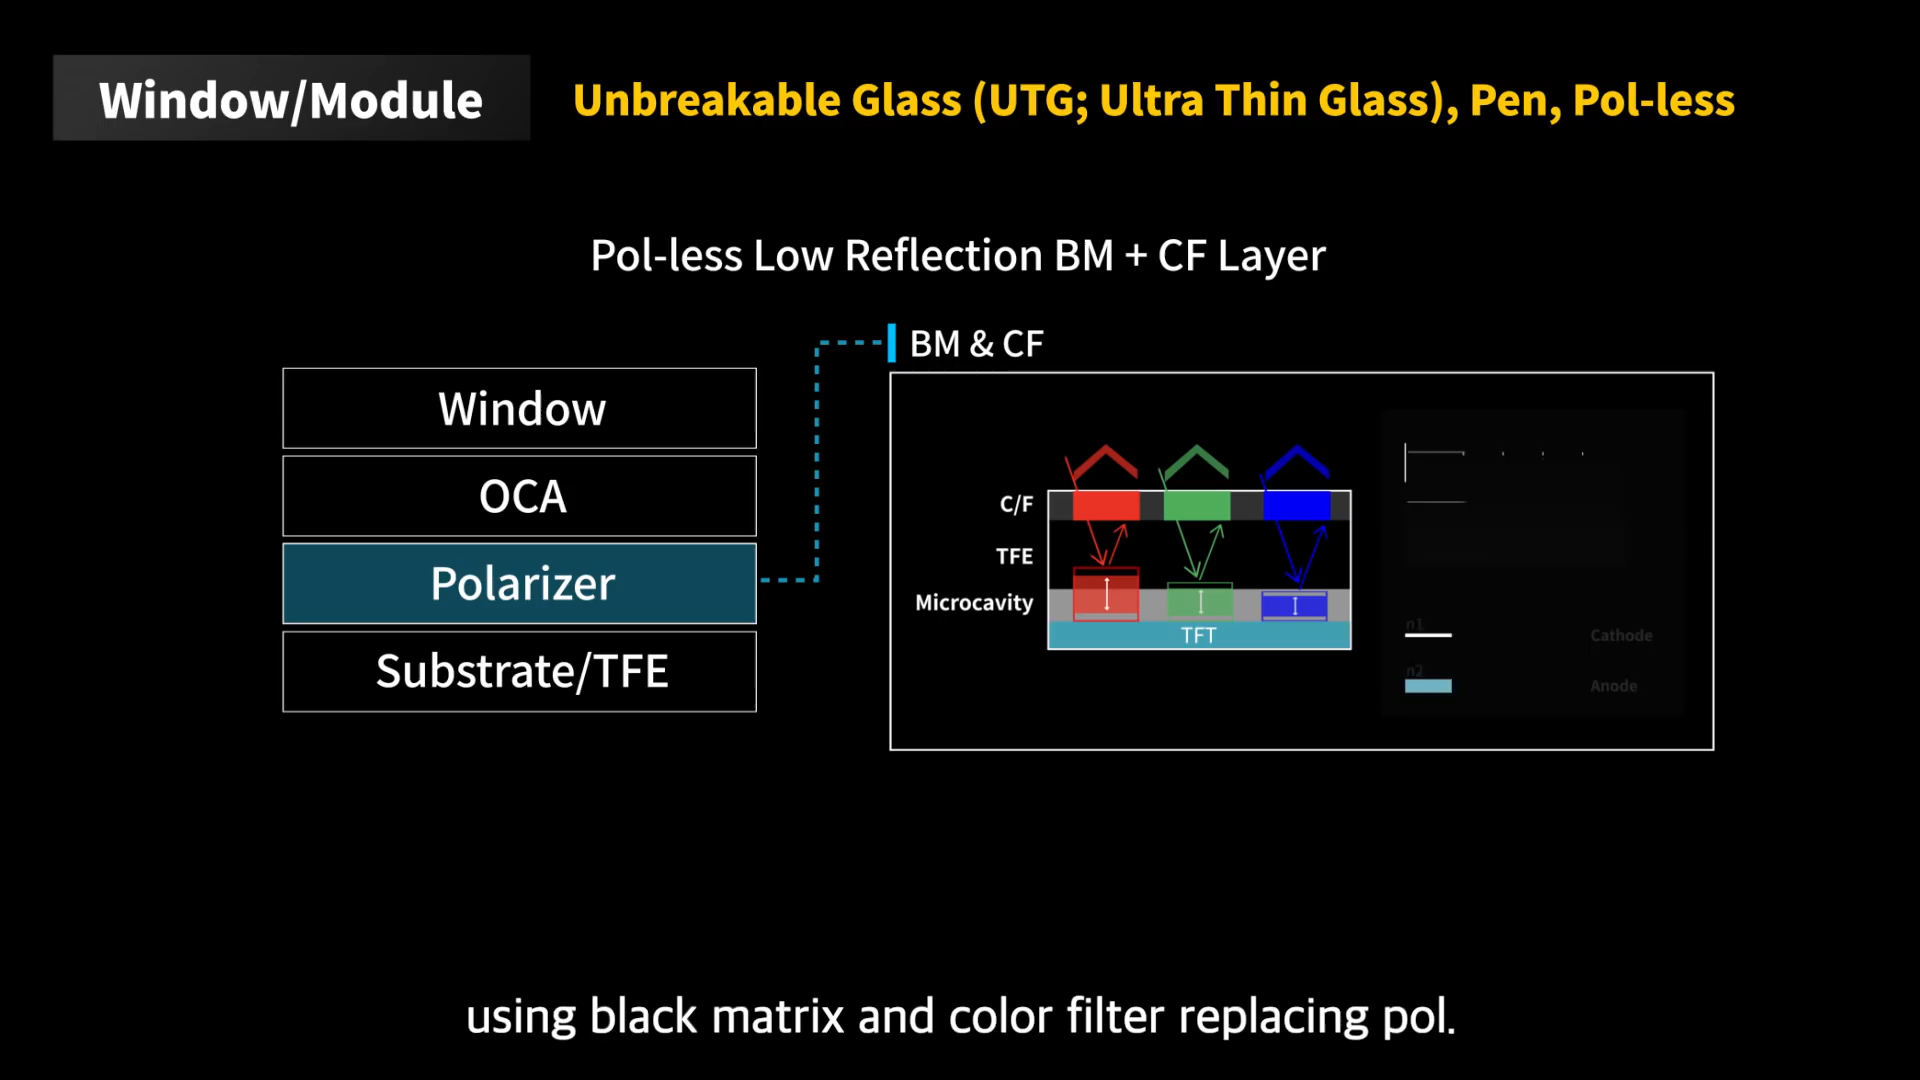 Window/Module
Unbreakable Glass (UTG; Ultra Thin Glass), Pen, Pol-less
Pol-less Low Reflection BM + CF Layer
BM & CF
Window
OCA
Polarizer
Substrate/TFE
C/F
TFE
Microcavity
TFT
n1
Cathode
n2
Anode
using black matrix and color filter replacing pol.